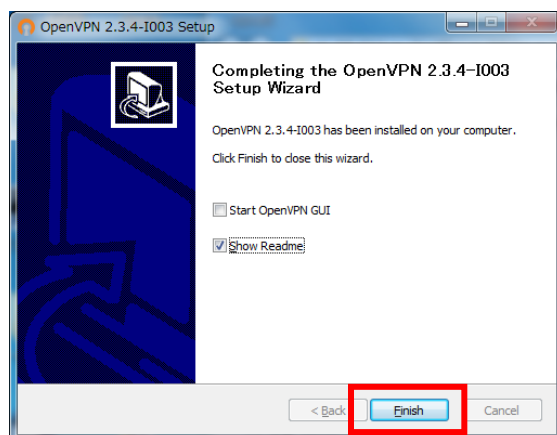 OpenVPN 2.3.4-I003 Setup
Completing the OpenVPN 2.3.4-I003
Setup Wizard
OpenVPN 2.3.4-I003 has been installed on your computer.
Click Finish to close this wizard.
Start OpenVPN GUI
Show Readme
< Back
Finish
Cancel